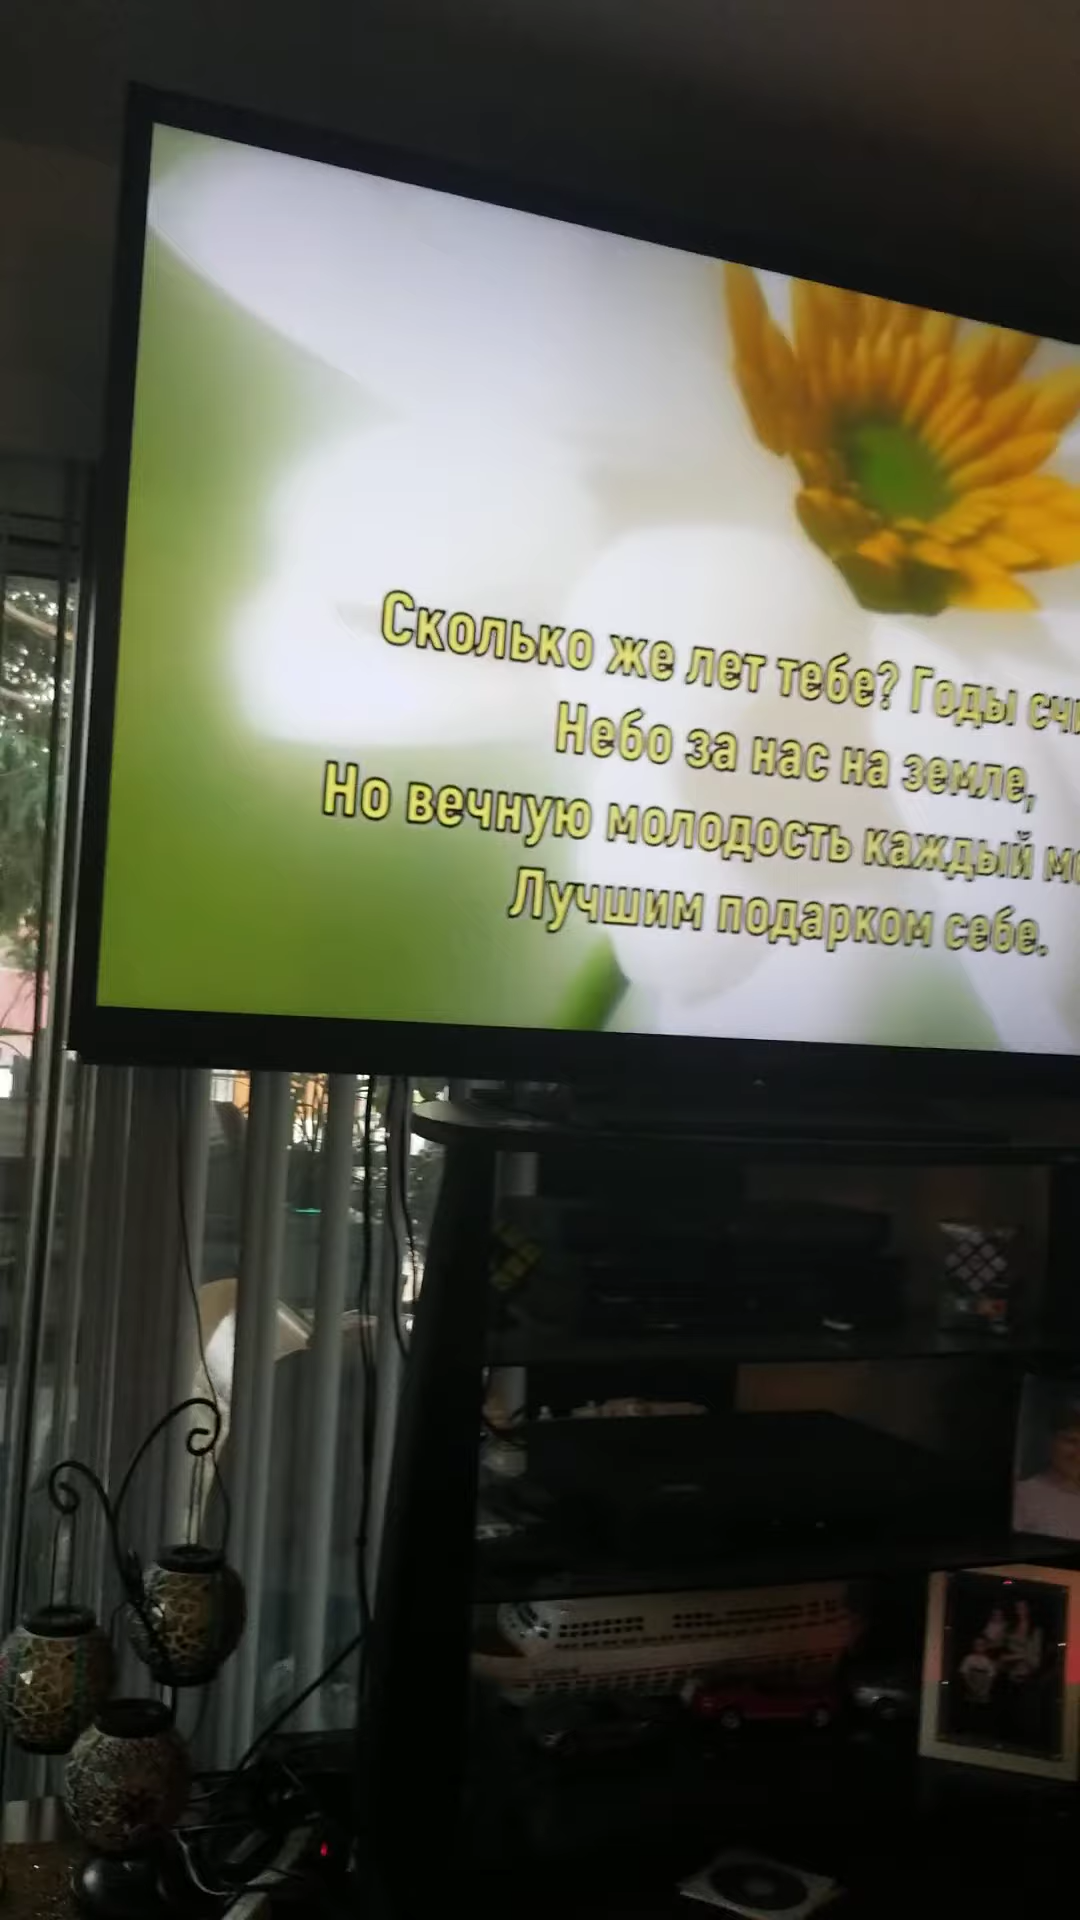 Сколько же лет тебе? Годы
Небо за нас на земле,
Но вечную молодость каждый
Лучшим подарком себе.